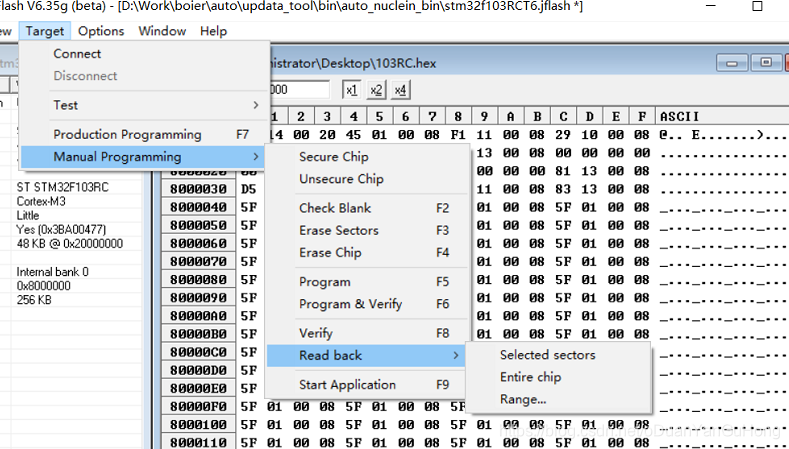 Flash V6.35g (beta) - [D:\Work\boier\auto\updata_tool\bin\auto_nuclein_bin\stm32f103RCT6.jflash *]
ew Target Options Window Help
Connect
Disconnect
Test
Production Programming F7
Manual Programming
nistrator\Desktop\103RC.hex
000 x1 x2 x4
1 2 3 4 5 6 7 8 9 A B C D E F ASCII
14 00 20 45 01 00 08 F1 11 00 08 29 10 00 08 @.. E.......)...
13 00 08 00 00 00 00
8000020 00 00 00 00 81 13 00 08
8000030 D5 11 00 08 83 13 00 08
8000040 5F 01 00 08 5F 01 00 08 _..._..._..._...
8000050 5F 01 00 08 5F 01 00 08 _..._..._..._...
8000060 5F 01 00 08 5F 01 00 08 _..._..._..._...
8000070 5F 01 00 08 5F 01 00 08 _..._..._..._...
8000080 5F 01 00 08 5F 01 00 08 _..._..._..._...
8000090 5F 01 00 08 5F 01 00 08 _..._..._..._...
80000A0 5F 01 00 08 5F 01 00 08 _..._..._..._...
80000B0 5F 01 00 08 5F 01 00 08 _..._..._..._...
80000C0 5F
80000D0 5F
80000E0 5F
80000F0 5F 01 00 08 5F 01 00 08 5F
8000100 5F 01 00 08 5F 01 00 08 5F 01 00 08 5F 01 00 08
8000110 5F 01 00 08 5F 01 00 08 5F 01 00 08 5F 01 00 08 _..._..._..._...
ST STM32F103RC
Cortex-M3
Little
Yes (0x3BA00477)
48 KB @ 0x20000000
Internal bank 0
0x8000000
256 KB
Secure Chip
Unsecure Chip
Check Blank F2
Erase Sectors F3
Erase Chip F4
Program F5
Program & Verify F6
Verify F8
Read back
Start Application F9
Selected sectors
Entire chip
Range...